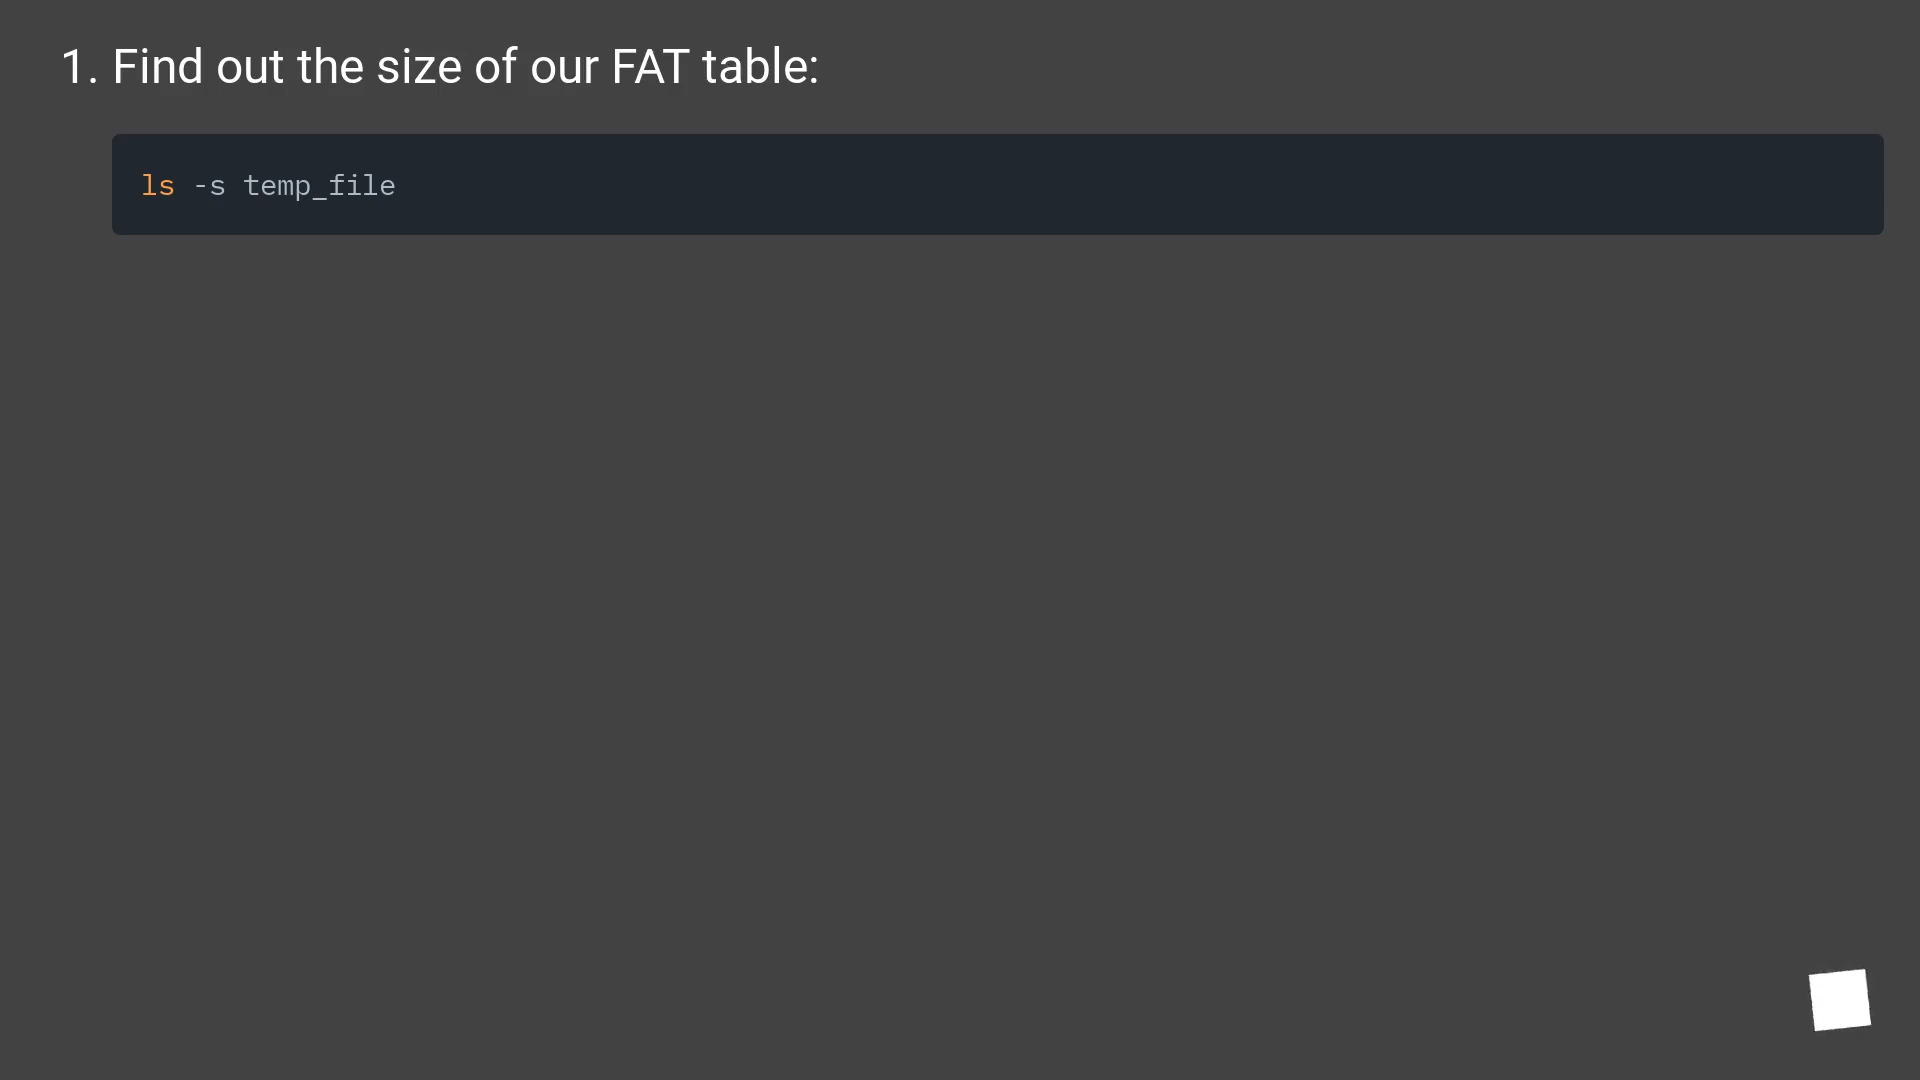 1. Find out the size of our FAT table:
ls -s temp_file